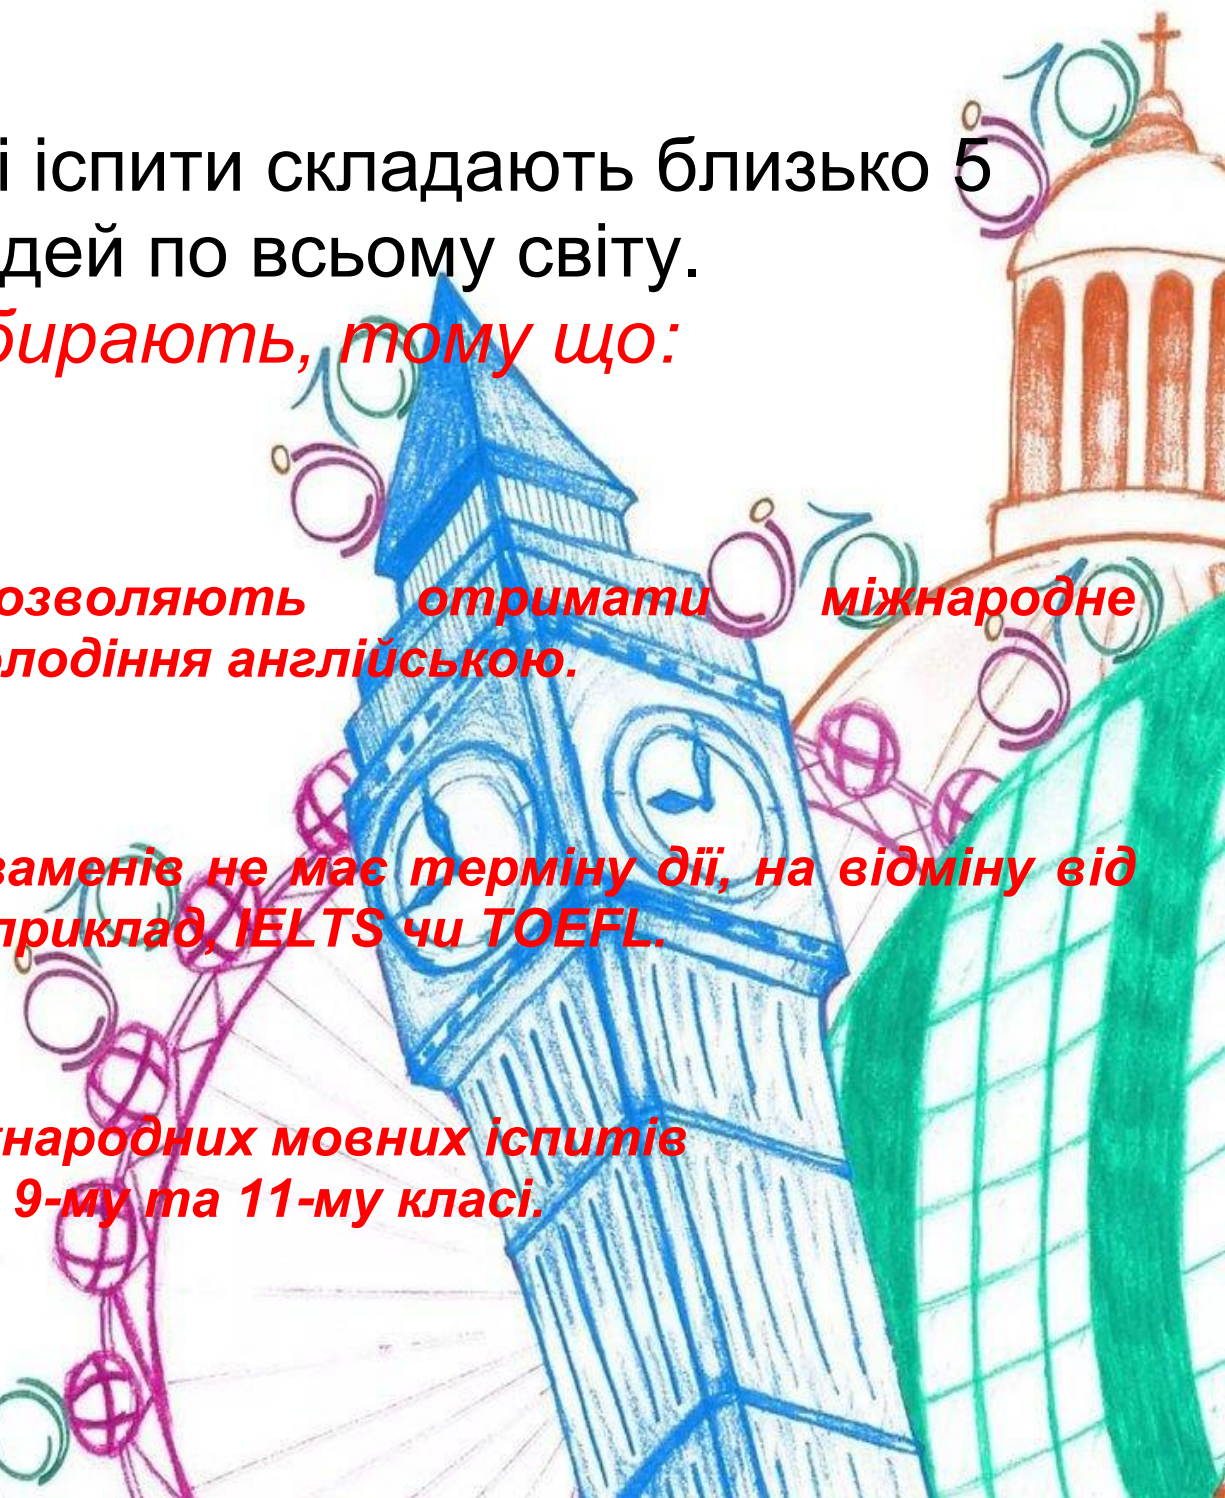 і іспити складають близько 5
дей по всьому світу.
бирають, тому що:
озволяють отримати міжнародне
олодіння англійською.
заменів не має терміну дії, на відміну від
приклад, IELTS чи TOEFL.
народних мовних іспитів
9-му та 11-му класі.